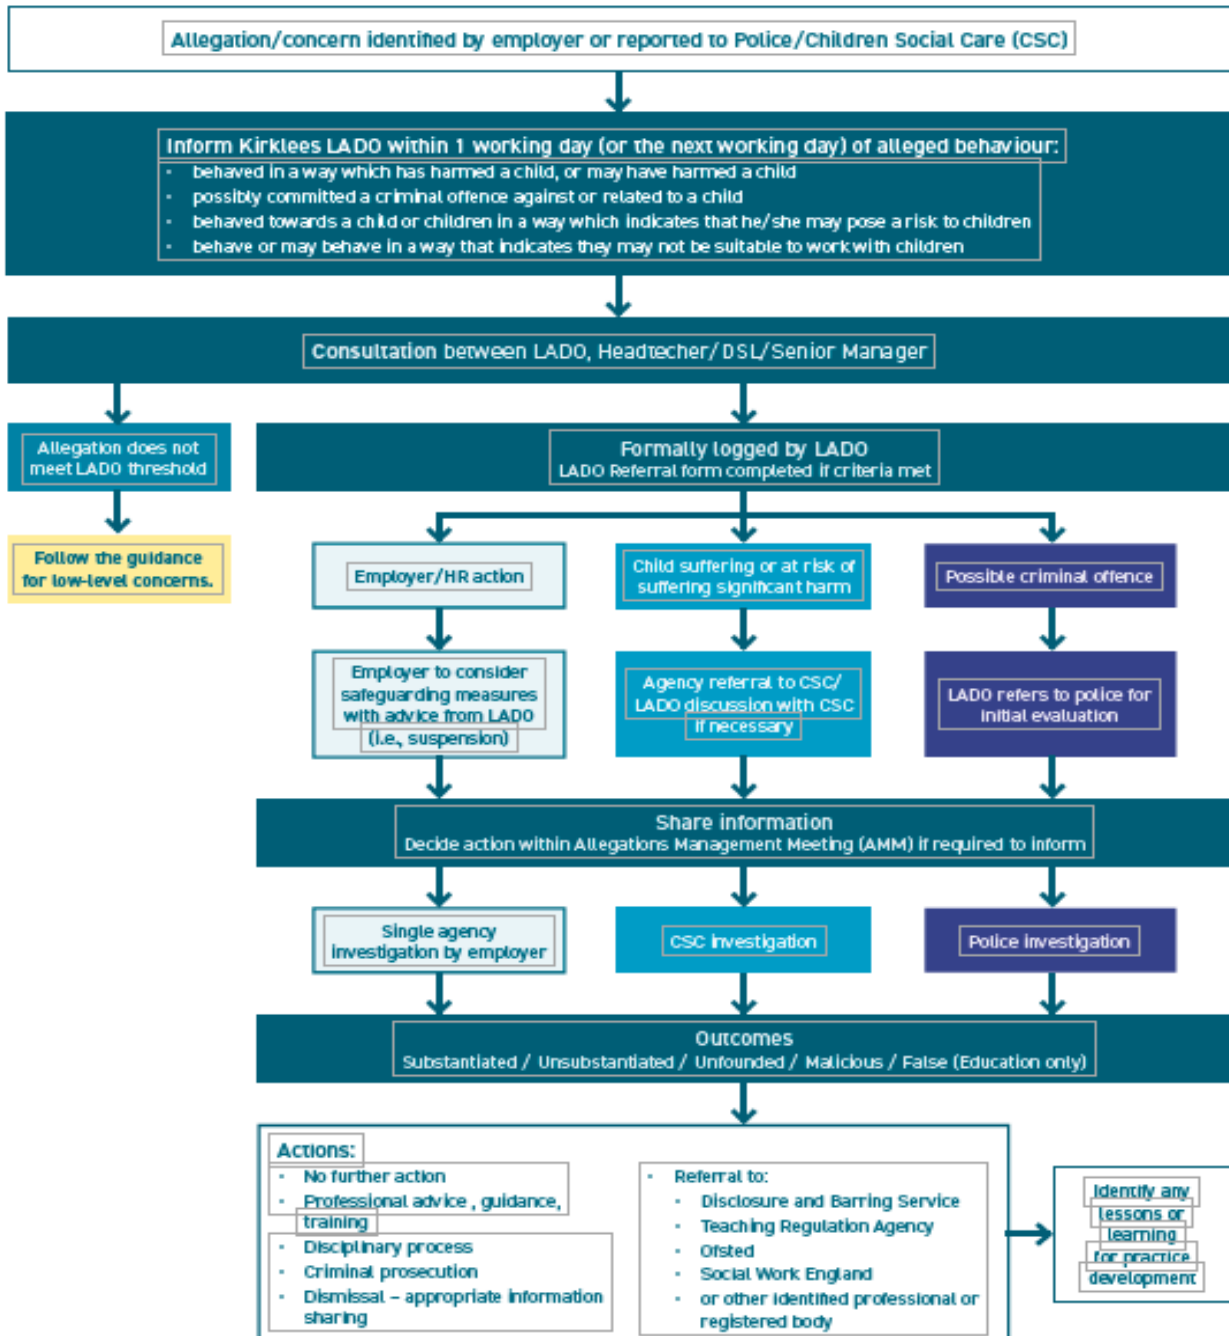 Allegation/concern identified by employer or reported to Police/Children Social Care (CSC)
Inform Kirklees LADO within 1 working day (or the next working day) of alleged behaviour:
· behaved in a way which has harmed a child, or may have harmed a child
· possibly committed a criminal offence against or related to a child
· behaved towards a child or children in a way which indicates that he/she may pose a risk to children
· behave or may behave in a way that indicates they may not be suitable to work with children
Consultation between LADO, Headtecher/DSL/Senior Manager
Allegation does not
meet LADO threshold
Follow the guidance
for low-level concerns.
Formally logged by LADO
LADO Referral form completed if criteria met
Employer/HR action
Child suffering or at risk of
suffering significant harm
Possible criminal offence
Employer to consider
safeguarding measures
with advice from LADO
(i.e., suspension)
Agency referral to CSC/
LADO discussion with CSC
if necessary
LADO refers to police for
initial evaluation
Share information
Decide action within Allegations Management Meeting (AMM) if required to inform
Single agency
investigation by employer
CSC investigation
Police investigation
Outcomes
Substantiated / Unsubstantiated / Unfounded / Malicious / False (Education only)
Actions:
· No further action
· Professional advice , guidance,
training
· Disciplinary process
· Criminal prosecution
· Dismissal – appropriate information
sharing
· Referral to:
· Disclosure and Barring Service
· Teaching Regulation Agency
· Ofsted
· Social Work England
· or other identified professional or
registered body
Identify any
lessons or
learning
for practice
development